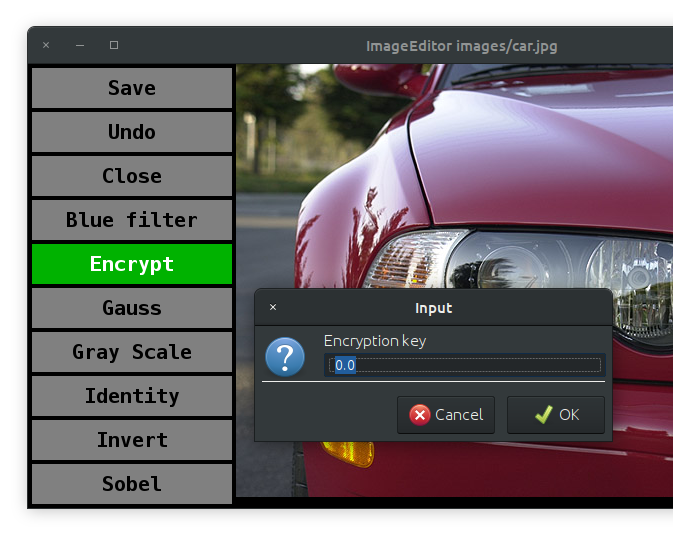 ImageEditor images/car.jpg
Save
Undo
Close
Blue filter
Encrypt
Gauss
Gray Scale
Identity
Invert
Sobel
Input
Encryption key
0.0
Cancel
OK